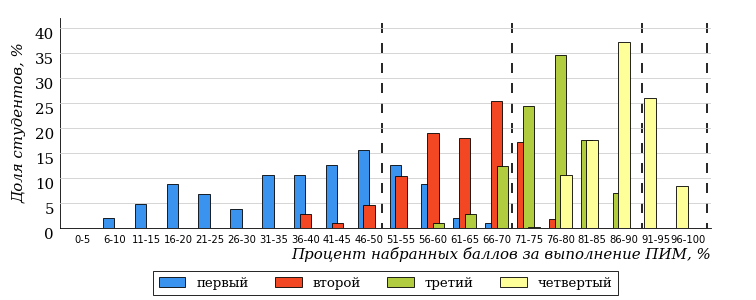 Доля студентов, %
40
35
30
25
20
15
10
5
0
0-5 6-10 11-15 16-20 21-25 26-30 31-35 36-40 41-45 46-50 51-55 56-60 61-65 66-70 71-75 76-80 81-85 86-90 91-95 96-100
Процент набранных баллов за выполнение ПИМ, %
первый второй третий четвертый